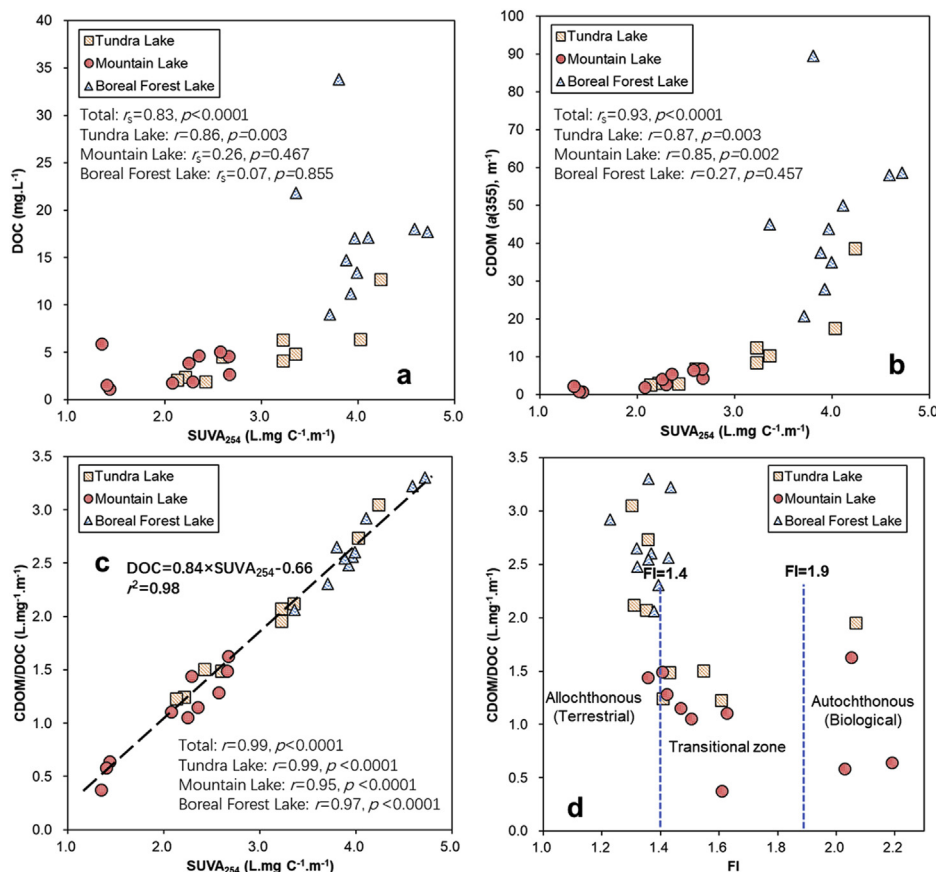 40
35
30
25
20
15
10
5
0
DOC (mg.L⁻¹)
Tundra Lake
Mountain Lake
Boreal Forest Lake
Total: rₛ=0.83, p<0.0001
Tundra Lake: r=0.86, p=0.003
Mountain Lake: rₛ=0.26, p=0.467
Boreal Forest Lake: rₛ=0.07, p=0.855
a
1.0 2.0 3.0 4.0 5.0
SUVA₂₅₄ (L.mg C⁻¹.m⁻¹)
100
90
80
70
60
50
40
30
20
10
0
CDOM (a(355), m⁻¹)
Tundra Lake
Mountain Lake
Boreal Forest Lake
Total: rₛ=0.93, p<0.0001
Tundra Lake: r=0.87, p=0.003
Mountain Lake: r=0.85, p=0.002
Boreal Forest Lake: r=0.27, p=0.457
b
1.0 2.0 3.0 4.0 5.0
SUVA₂₅₄ (L.mg C⁻¹.m⁻¹)
3.5
3.0
2.5
2.0
1.5
1.0
0.5
0.0
CDOM/DOC (L.mg⁻¹.m⁻¹)
Tundra Lake
Mountain Lake
Boreal Forest Lake
c
DOC=0.84×SUVA₂₅₄-0.66
r²=0.98
Total: r=0.99, p<0.0001
Tundra Lake: r=0.99, p <0.0001
Mountain Lake: r=0.95, p <0.0001
Boreal Forest Lake: r=0.97, p <0.0001
1.0 2.0 3.0 4.0 5.0
SUVA₂₅₄ (L.mg C⁻¹.m⁻¹)
3.5
3.0
2.5
2.0
1.5
1.0
0.5
0.0
CDOM/DOC (L.mg⁻¹.m⁻¹)
Tundra Lake
Mountain Lake
Boreal Forest Lake
FI=1.4
FI=1.9
Allochthonous
(Terrestrial)
Transitional zone
Autochthonous
(Biological)
d
1.0 1.2 1.4 1.6 1.8 2.0 2.2
FI